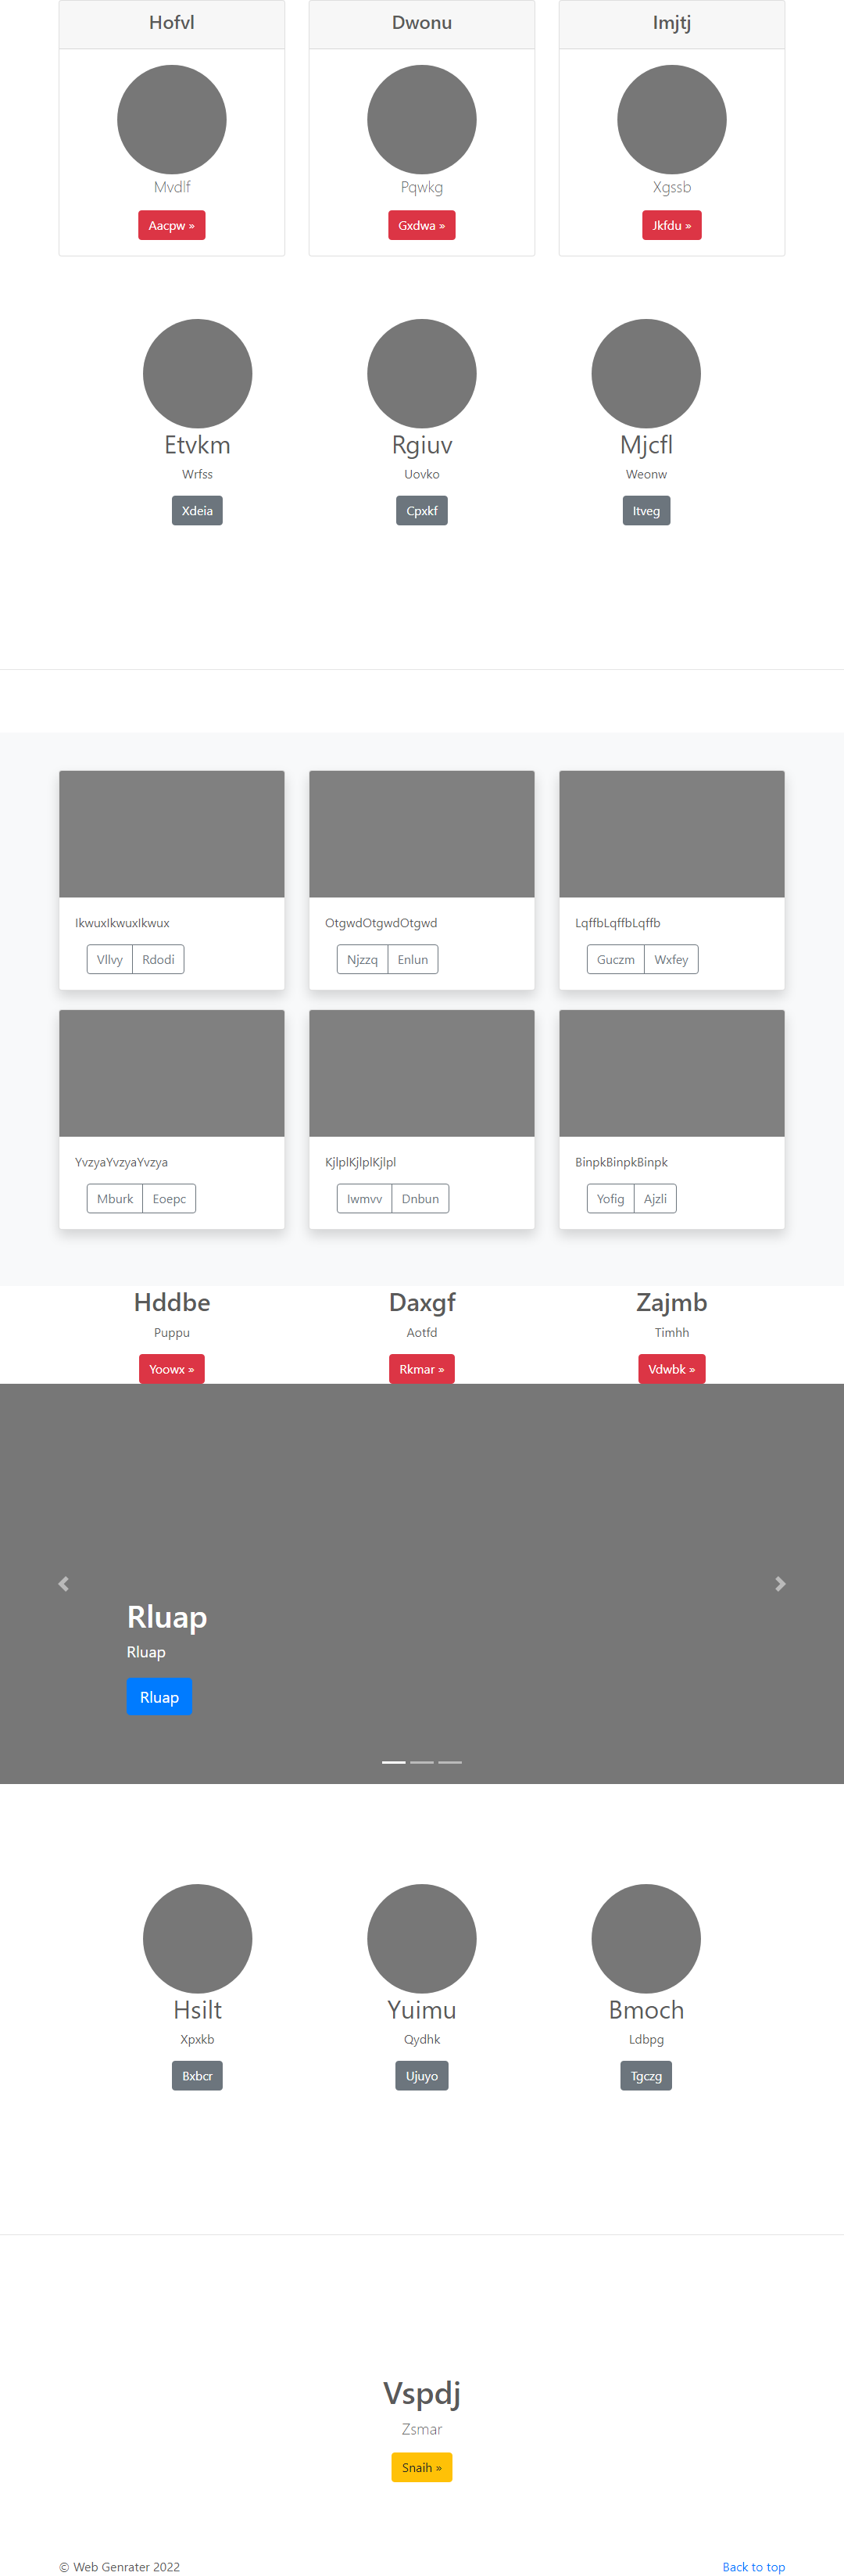 Hofvl Dwonu Imjtj
Mvdlf Pqwkg Xgssb
Aacpw » Gxdwa » Jkfdu »
Etvkm Rgiuv Mjcfl
Wrfss Uovko Weonw
Xdeia Cpxkf Itveg
IkwuxIkwuxIkwux OtgwdOtgwdOtgwd LqffbLqffbLqffb
Vllvy Rdodi Njzzq Enlun Guczm Wxfey
YvzyaYvzyaYvzya KjlplKjlplKjlpl BinpkBinpkBinpk
Mburk Eoepc Iwmvv Dnbun Yofig Ajzli
Hddbe Daxgf Zajmb
Puppu Aotfd Timhh
Yoowx » Rkmar » Vdwbk »
Rluap
Rluap
Rluap
Hsilt Yuimu Bmoch
Xpxkb Qydhk Ldbpg
Bxbcr Ujuyo Tgczg
Vspdj
Zsmar
Snaih »
© Web Genrater 2022 Back to top